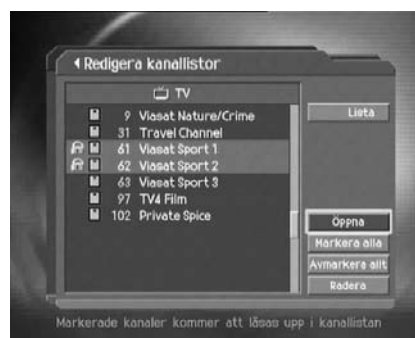 Redigera kanallistor
TV
9 Viasat Nature/Crime
31 Travel Channel
61 Viasat Sport 1
62 Viasat Sport 2
63 Viasat Sport 3
97 TV4 Film
102 Private Spice
Lista
Öppna
Markera alla
Avmarkera allt
Radera
Markerade kanaler kommer att låsas upp i kanallistan